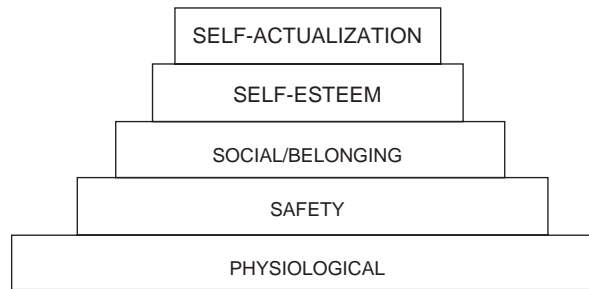 SELF-ACTUALIZATION
SELF-ESTEEM
SOCIAL/BELONGING
SAFETY
PHYSIOLOGICAL